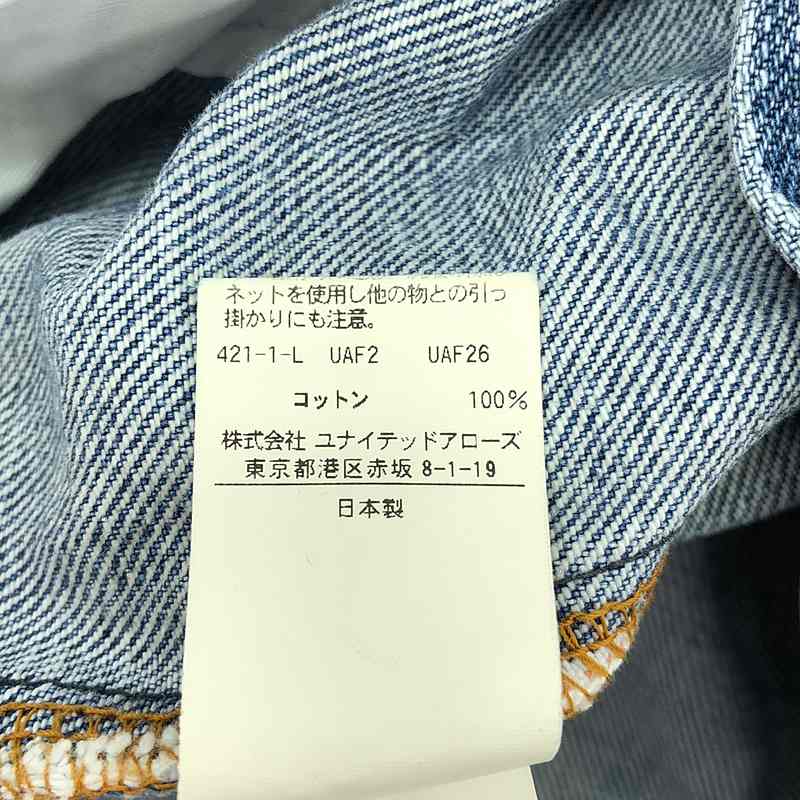 ネットを使用し他の物との引っ
掛かりにも注意。
421-1-L UAF2 UAF26
コットン 100%
株式会社 ユナイテッドアローズ
東京都港区赤坂 8-1-19
日本製